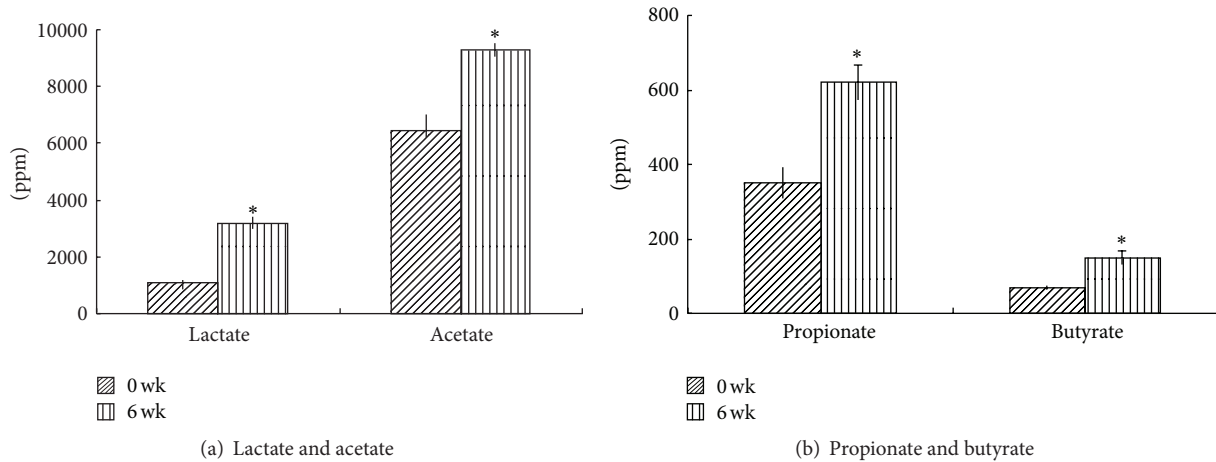 10000
8000
6000
4000
2000
0
(ppm)
*
*
Lactate
Acetate
0 wk
6 wk
(a) Lactate and acetate
800
600
400
200
0
(ppm)
*
*
Propionate
Butyrate
0 wk
6 wk
(b) Propionate and butyrate